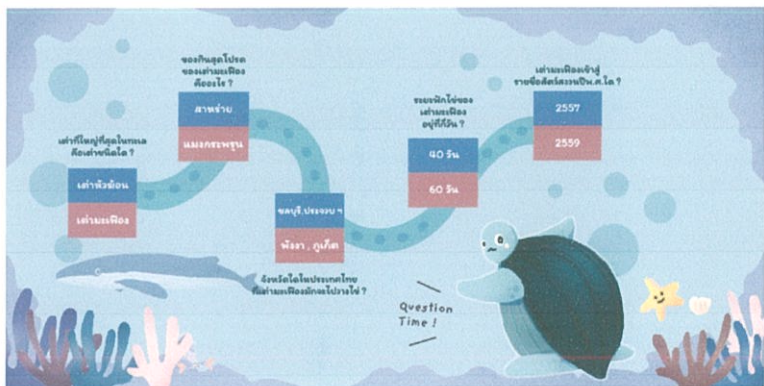 เต่าที่ใหญ่ที่สุดในทะเล
คือเต่าชนิดใด ?
เต่าหัวฆ้อน
เต่ามะเฟือง
ของกินสุดโปรด
ของเต่ามะเฟือง
คืออะไร ?
สาหร่าย
แมงกระพรุน
ชลบุรี,ประจวบ ฯ
พังงา , ภูเก็ต
จังหวัดใดในประเทศไทย
ที่เต่ามะเฟืองมักจะไปวางไข่ ?
ระยะฟักไข่ของ
เต่ามะเฟือง
อยู่ที่กี่วัน ?
40 วัน
60 วัน
เต่ามะเฟืองเข้าสู่
รายชื่อสัตว์สงวนปีพ.ศ.ใด ?
2557
2559
Question
Time !